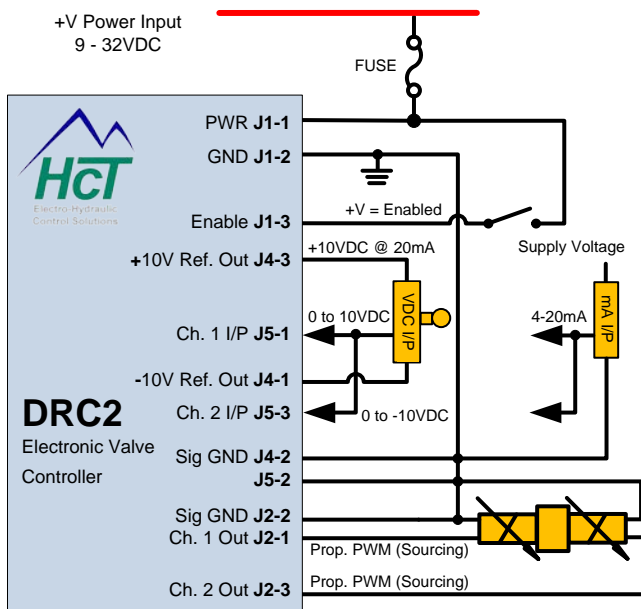 +V Power Input
9 - 32VDC
FUSE
HCT
Electro-Hydraulic
Control Solutions
PWR J1-1
GND J1-2
Enable J1-3
+V = Enabled
+10V Ref. Out J4-3
+10VDC @ 20mA
Supply Voltage
VDC I/P
mA I/P
0 to 10VDC
4-20mA
Ch. 1 I/P J5-1
-10V Ref. Out J4-1
DRC2
Ch. 2 I/P J5-3
0 to -10VDC
Electronic Valve
Controller
Sig GND J4-2
J5-2
Sig GND J2-2
Ch. 1 Out J2-1
Prop. PWM (Sourcing)
Ch. 2 Out J2-3
Prop. PWM (Sourcing)